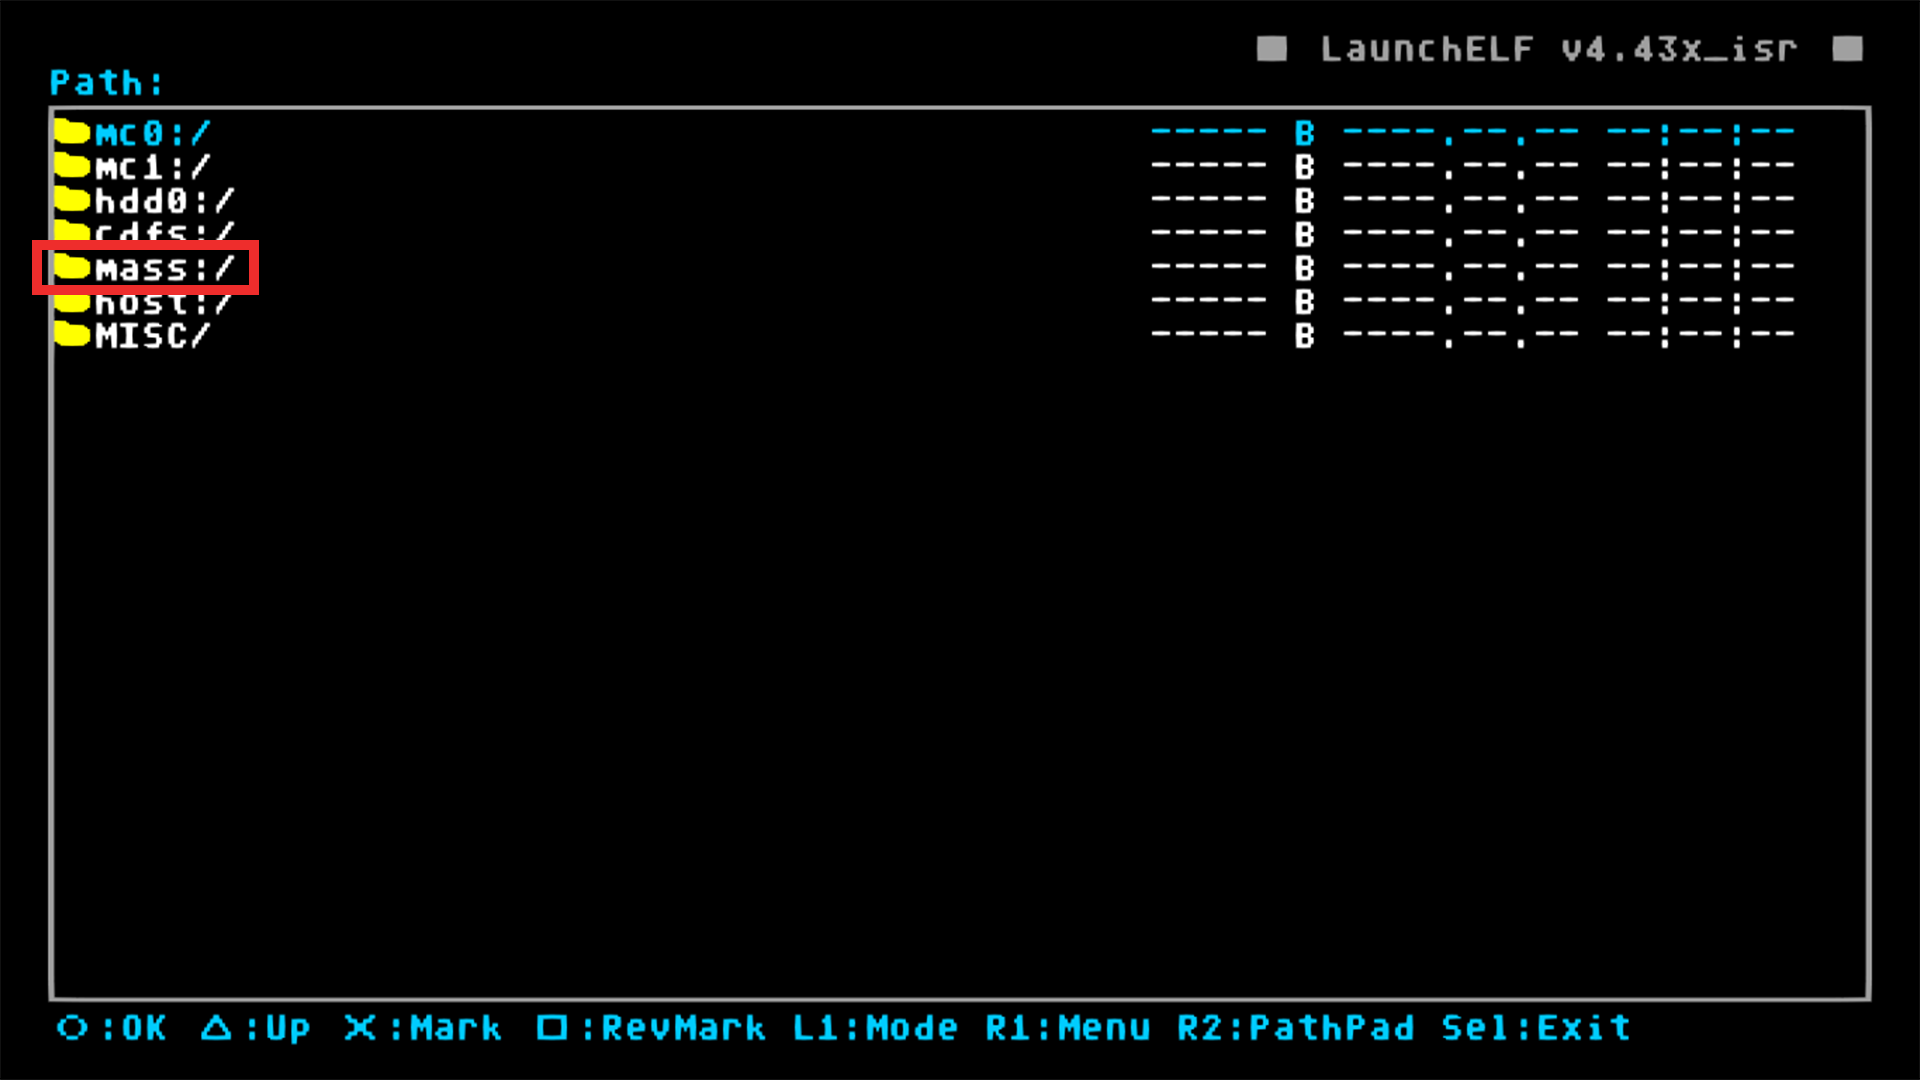 LaunchELF v4.43x_isr
Path:
mc0:/ ----- B ----.--.-- --:--:--
mc1:/ ----- B ----.--.-- --:--:--
hdd0:/ ----- B ----.--.-- --:--:--
cdfs:/ ----- B ----.--.-- --:--:--
mass:/ ----- B ----.--.-- --:--:--
host:/ ----- B ----.--.-- --:--:--
MISC/ ----- B ----.--.-- --:--:--
○:OK △:Up ×:Mark □:RevMark L1:Mode R1:Menu R2:PathPad Sel:Exit